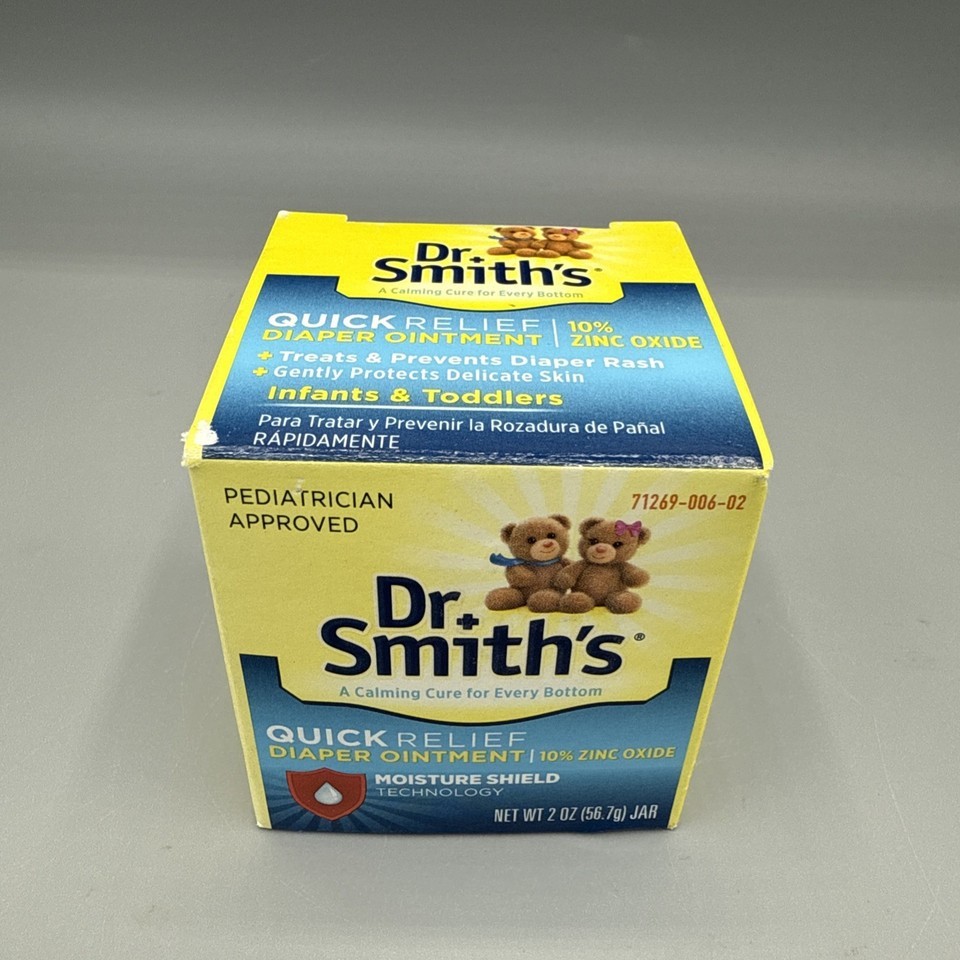 Dr.
Smith's®
A Calming Cure for Every Bottom
QUICK RELIEF
DIAPER OINTMENT
10%
ZINC OXIDE
+ Treats & Prevents Diaper Rash
+ Gently Protects Delicate Skin
Infants & Toddlers
Para Tratar y Prevenir la Rozadura de Pañal
RÁPIDAMENTE
PEDIATRICIAN
APPROVED
71269-006-02
Dr.
Smith's®
A Calming Cure for Every Bottom
QUICK RELIEF
DIAPER OINTMENT | 10% ZINC OXIDE
MOISTURE SHIELD
TECHNOLOGY
NET WT 2 OZ (56.7g) JAR